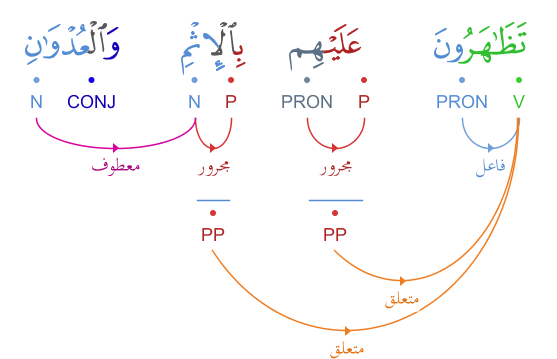 تَظَـٰهَرُونَ عَلَيْهِم بِٱلْإِثْمِ وَٱلْعُدْوَٰنِ
V PRON P PRON P N CONJ N
فاعل مجرور مجرور معطوف
PP PP
متعلق
متعلق